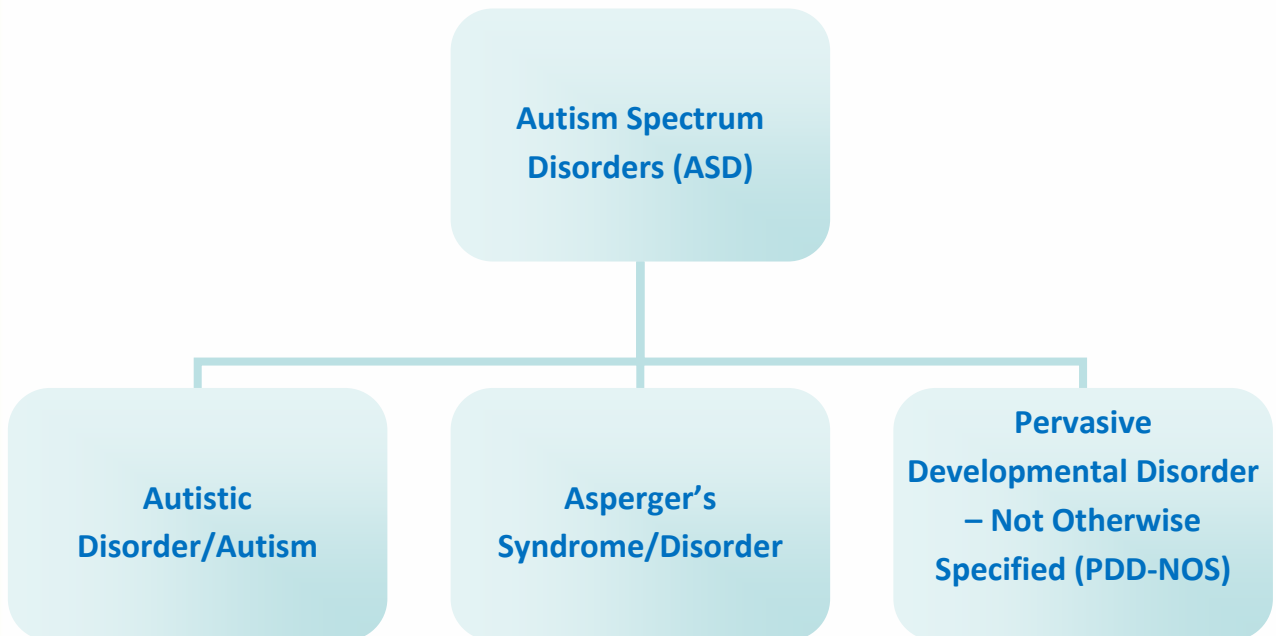 Autism Spectrum
Disorders (ASD)
Autistic
Disorder/Autism
Asperger’s
Syndrome/Disorder
Pervasive
Developmental Disorder
– Not Otherwise
Specified (PDD-NOS)